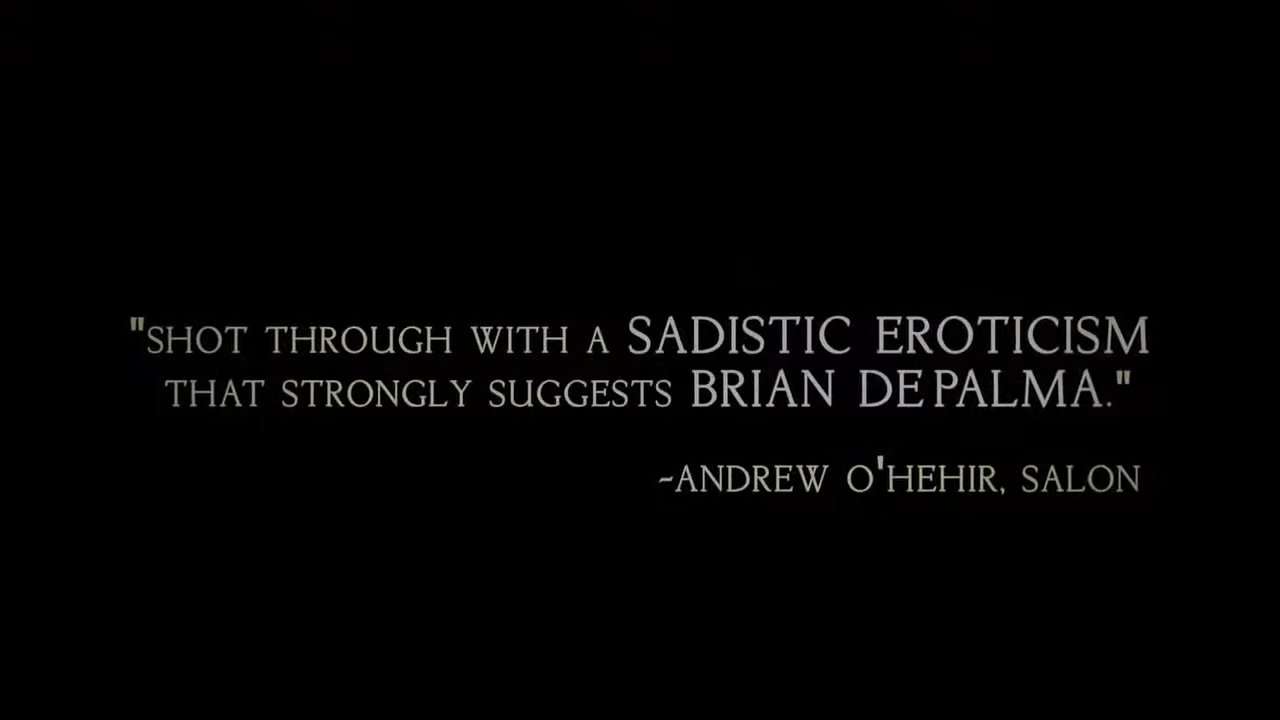 "SHOT THROUGH WITH A SADISTIC EROTICISM
THAT STRONGLY SUGGESTS BRIAN DE PALMA."
-ANDREW O'HEHIR, SALON